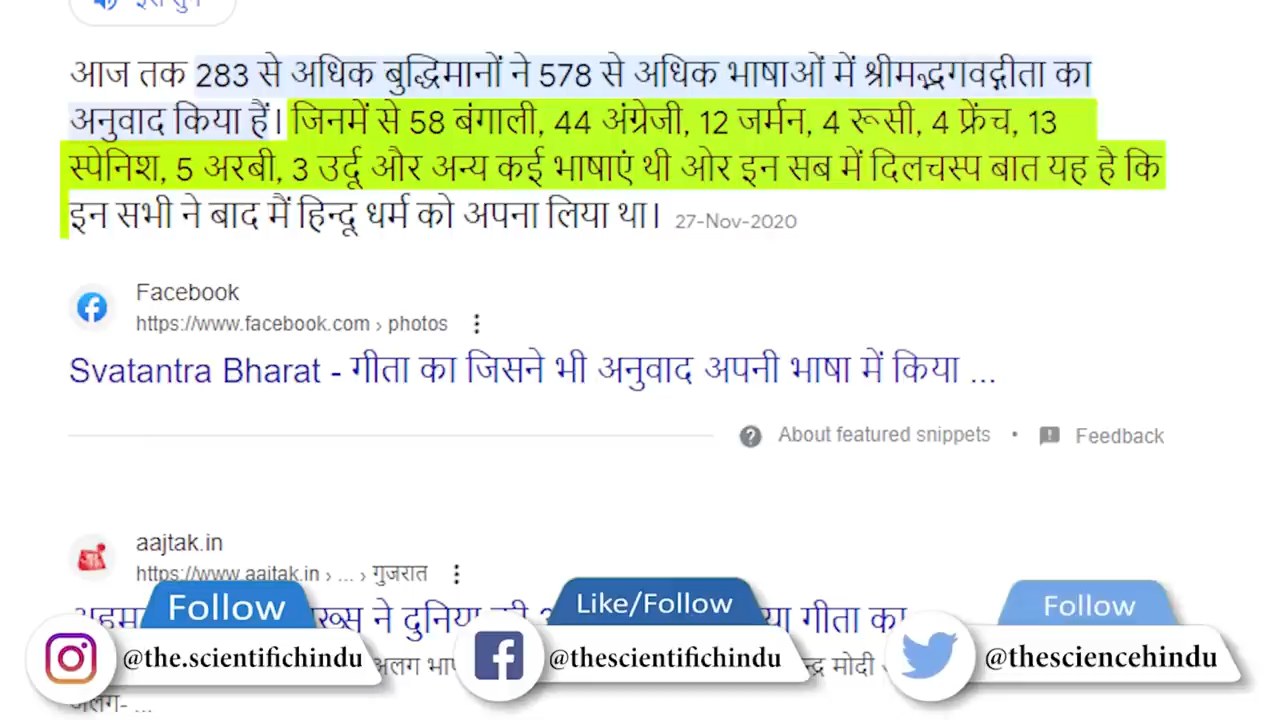 आज तक 283 से अधिक बुद्धिमानों ने 578 से अधिक भाषाओं में श्रीमद्भगवद्गीता का
अनुवाद किया हैं। जिनमें से 58 बंगाली, 44 अंग्रेजी, 12 जर्मन, 4 रूसी, 4 फ्रेंच, 13
स्पेनिश, 5 अरबी, 3 उर्दू और अन्य कई भाषाएं थी ओर इन सब में दिलचस्प बात यह है कि
इन सभी ने बाद मैं हिन्दू धर्म को अपना लिया था। 27-Nov-2020
Facebook
https://www.facebook.com › photos
Svatantra Bharat - गीता का जिसने भी अनुवाद अपनी भाषा में किया ...
About featured snippets • Feedback
aajtak.in
https://www.aajtak.in › ... › गुजरात
ने दुनिया गीता का
Follow Like/Follow Follow
@the.scientifichindu @thescientifichindu @thesciencehindu
अलग- ...